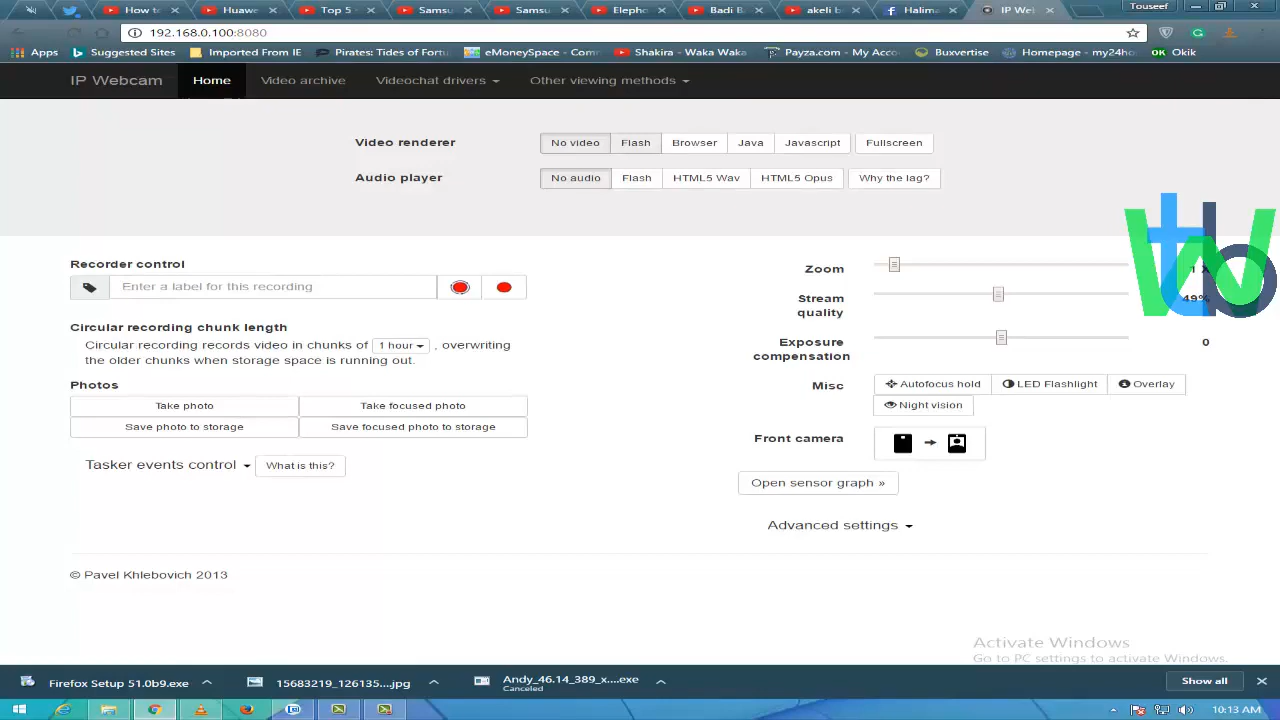 How to
Huawe
Top 5
Samsu
Samsu
Eleph
Badi B
akeli b
Halima
IP Web
Touseef
192.168.0.100:8080
Apps
Suggested Sites
Imported From IE
Pirates: Tides of Fortu
eMoneySpace - Com
Shakira - Waka Waka
Payza.com - My Acco
Buxvertise
Homepage - my24ho
OK Okik
IP Webcam
Home
Video archive
Videochat drivers
Other viewing methods
Video renderer
No video
Flash
Browser
Java
Javascript
Fullscreen
Audio player
No audio
Flash
HTML5 Wav
HTML5 Opus
Why the lag?
Recorder control
Enter a label for this recording
Circular recording chunk length
Circular recording records video in chunks of 1 hour , overwriting
the older chunks when storage space is running out.
Photos
Take photo
Take focused photo
Save photo to storage
Save focused photo to storage
Tasker events control
What is this?
Zoom
1 X
Stream
quality
49%
Exposure
compensation
0
Misc
Autofocus hold
LED Flashlight
Overlay
Night vision
Front camera
Open sensor graph »
Advanced settings
© Pavel Khlebovich 2013
Activate Windows
Go to PC settings to activate Windows.
Firefox Setup 51.0b9.exe
15683219_126135....jpg
Andy_46.14_389_x....exe
Canceled
Show all
10:13 AM